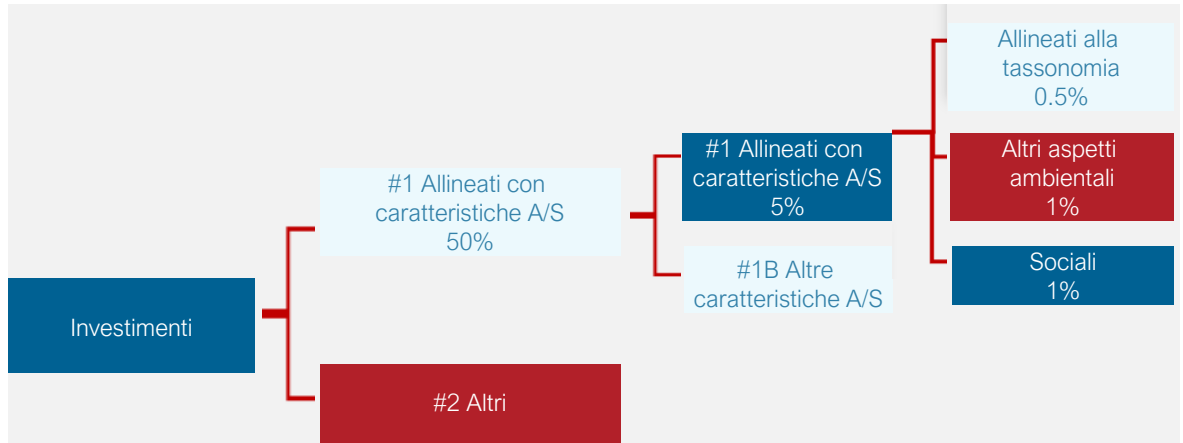 Investimenti
#1 Allineati con
caratteristiche A/S
50%
#2 Altri
#1 Allineati con
caratteristiche A/S
5%
#1B Altre
caratteristiche A/S
Allineati alla
tassonomia
0.5%
Altri aspetti
ambientali
1%
Sociali
1%